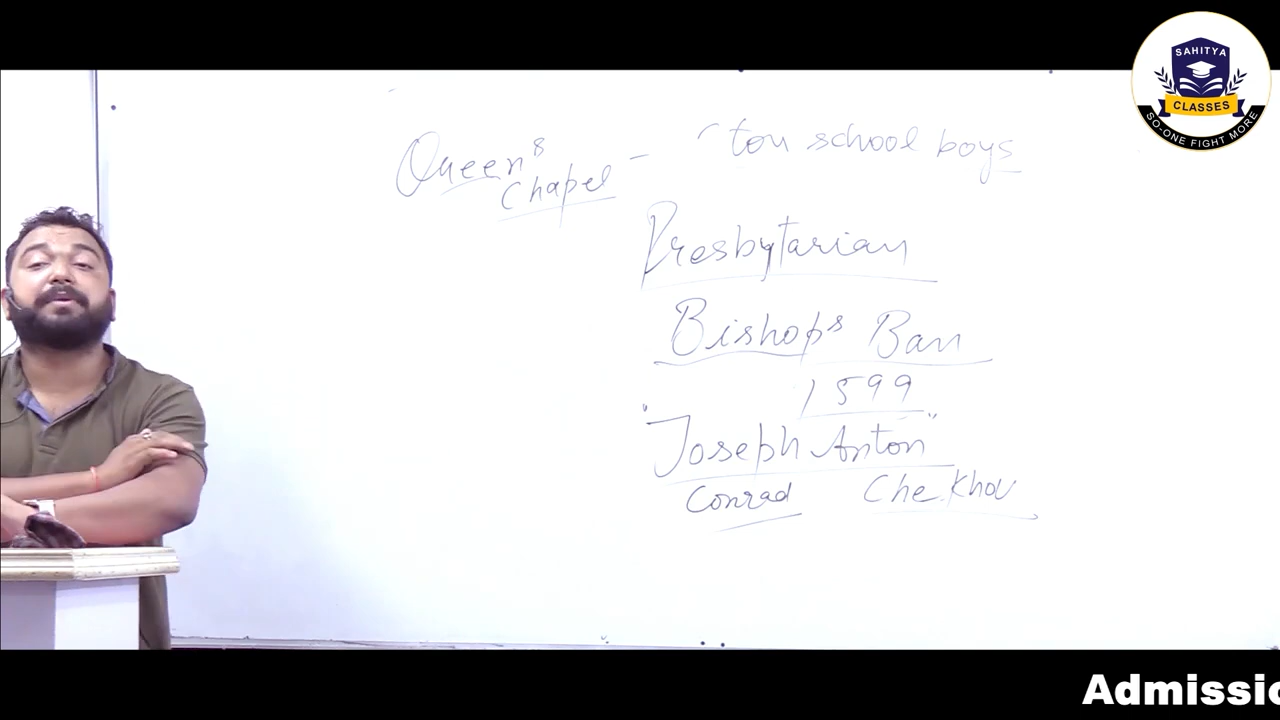 Queen's Chapel - ton school boys
Presbytarian
Bishop's Ban
1599
"Joseph Anton"
Conrad Chekhov
SAHITYA
CLASSES
SO-ONE FIGHT MORE
Admissio